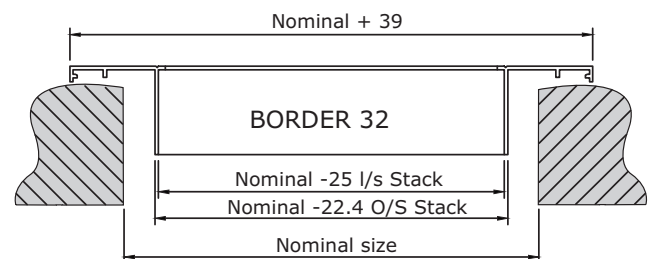 Nominal + 39
BORDER 32
Nominal -25 l/s Stack
Nominal -22.4 O/S Stack
Nominal size